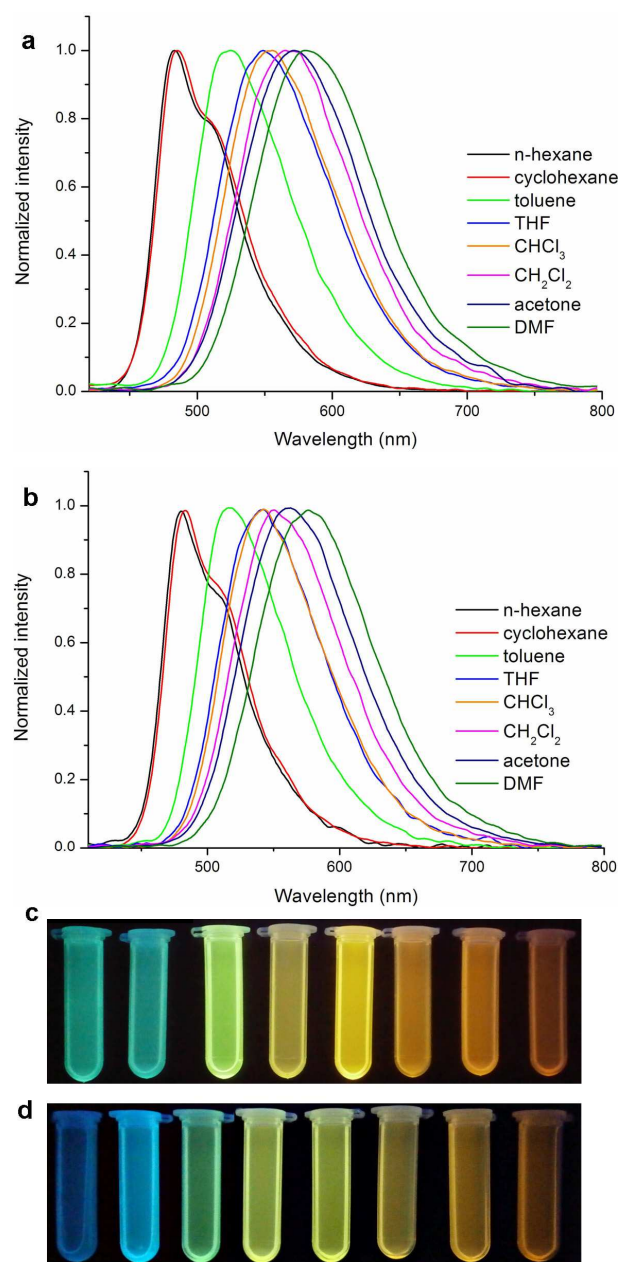 a
1.0
0.8
0.6
0.4
0.2
0.0
Normalized intensity
n-hexane
cyclohexane
toluene
THF
CHCl₃
CH₂Cl₂
acetone
DMF
500 600 700 800
Wavelength (nm)
b
1.0
0.8
0.6
0.4
0.2
0.0
Normalized intensity
n-hexane
cyclohexane
toluene
THF
CHCl₃
CH₂Cl₂
acetone
DMF
500 600 700 800
Wavelength (nm)
c
d